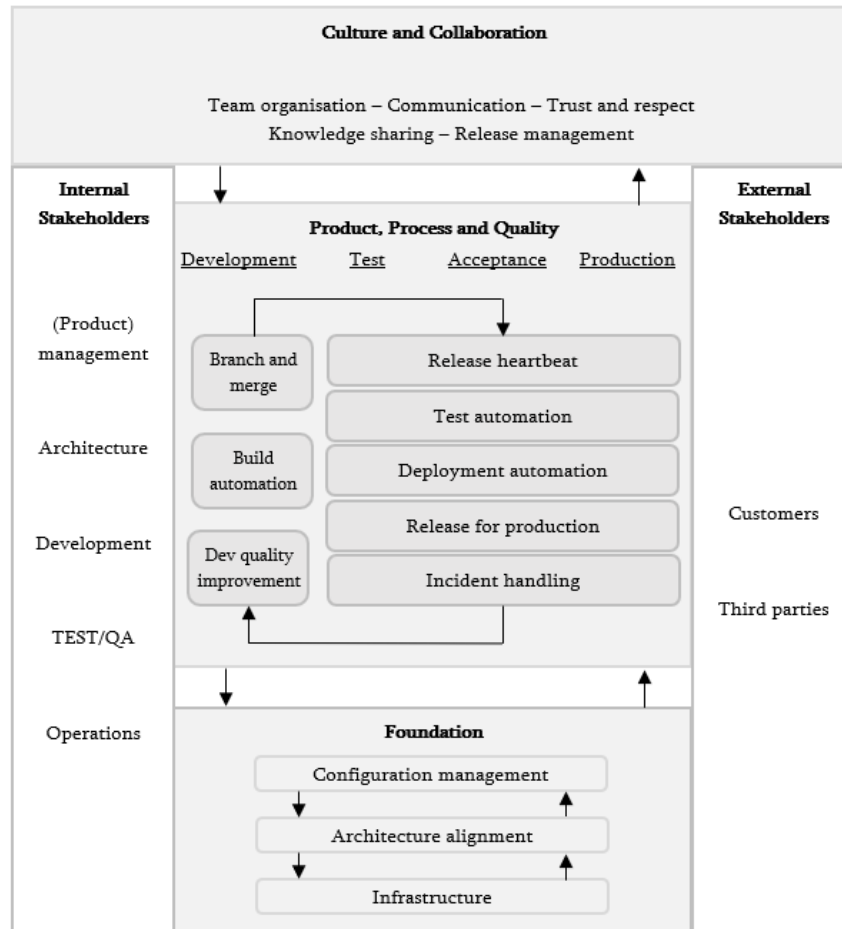 Culture and Collaboration
Team organisation – Communication – Trust and respect
Knowledge sharing – Release management
Internal
Stakeholders
(Product)
management
Architecture
Development
TEST/QA
Operations
Product, Process and Quality
Development Test Acceptance Production
Branch and
merge
Build
automation
Dev quality
improvement
Release heartbeat
Test automation
Deployment automation
Release for production
Incident handling
Foundation
Configuration management
Architecture alignment
Infrastructure
External
Stakeholders
Customers
Third parties